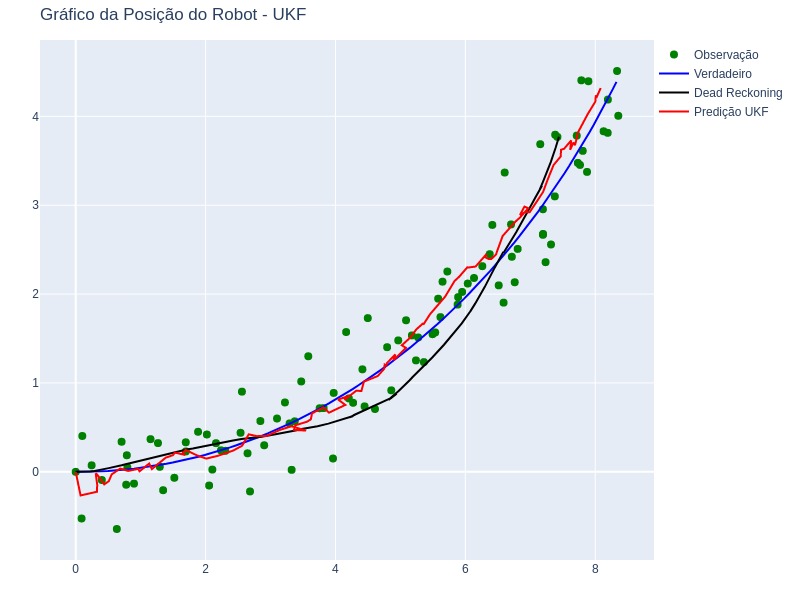 Gráfico da Posição do Robot - UKF
Observação
Verdadeiro
Dead Reckoning
Predição UKF
4
3
2
1
0
0 2 4 6 8